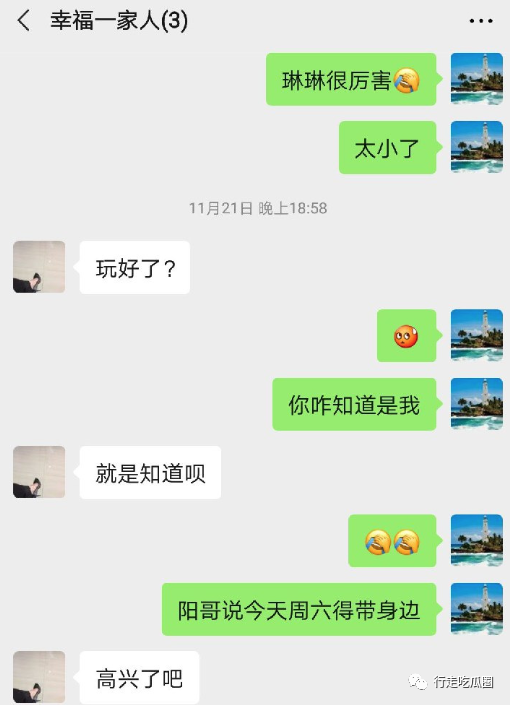 幸福一家人(3)
琳琳很厉害
太小了
11月21日 晚上18:58
玩好了?
你咋知道是我
就是知道呗
阳哥说今天周六得带身边
高兴了吧
行走吃瓜圈